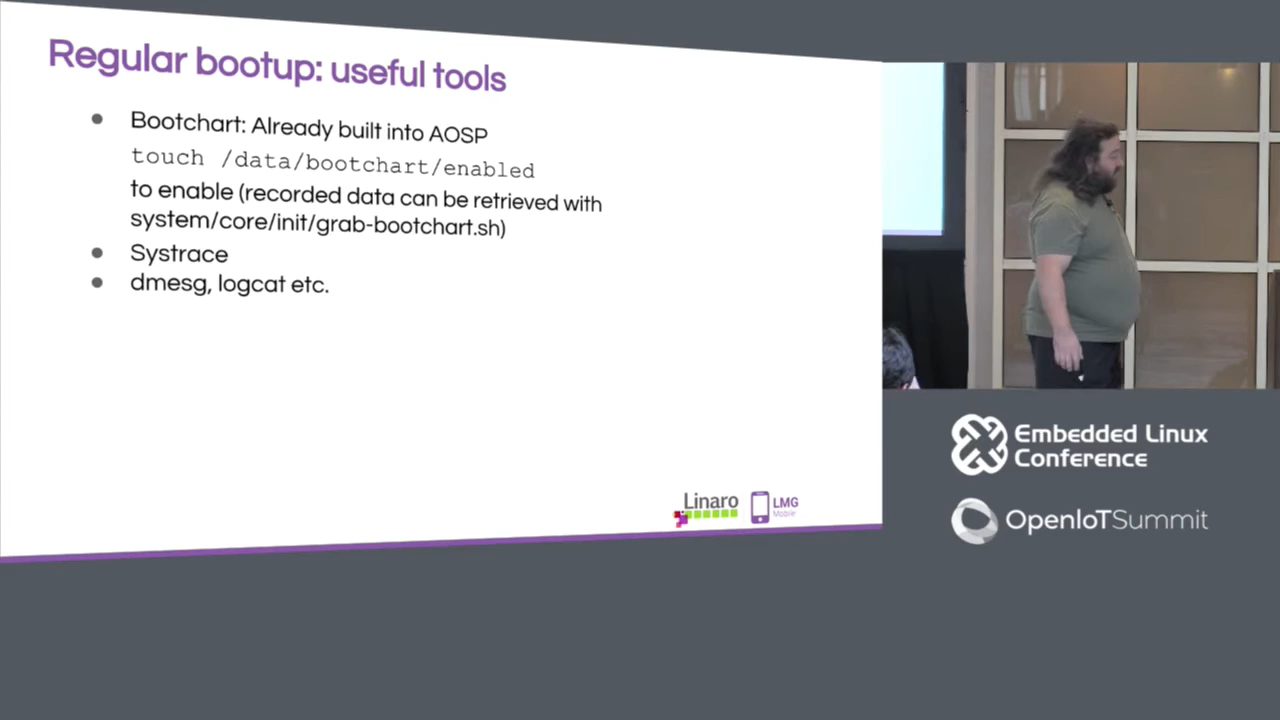 Regular bootup: useful tools
Bootchart: Already built into AOSP
touch /data/bootchart/enabled
to enable (recorded data can be retrieved with
system/core/init/grab-bootchart.sh)
Systrace
dmesg, logcat etc.
Linaro
LMG
Mobile
Embedded Linux
Conference
OpenIoTSummit